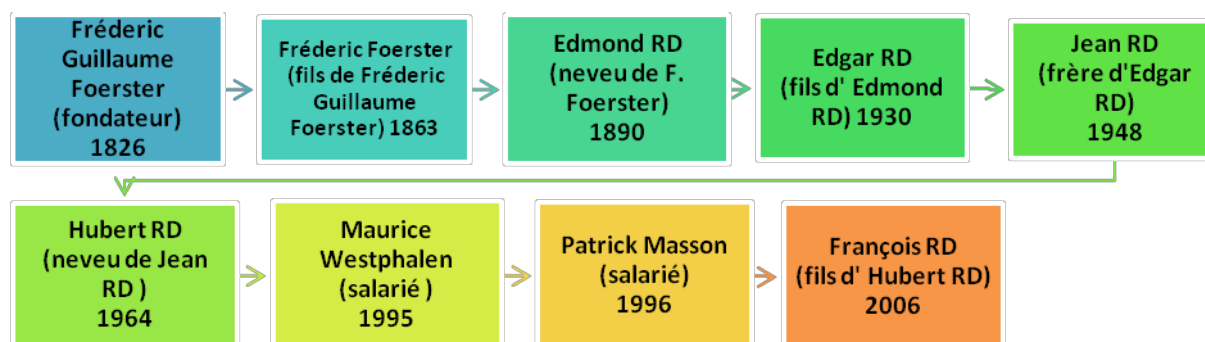 Fréderic
Guillaume
Foerster
(fondateur)
1826
Fréderic Foerster
(fils de Fréderic
Guillaume
Foerster) 1863
Edmond RD
(neveu de F.
Foerster)
1890
Edgar RD
(fils d' Edmond
RD) 1930
Jean RD
(frère d'Edgar
RD)
1948
Hubert RD
(neveu de Jean
RD )
1964
Maurice
Westphalen
(salarié )
1995
Patrick Masson
(salarié)
1996
François RD
(fils d' Hubert RD)
2006